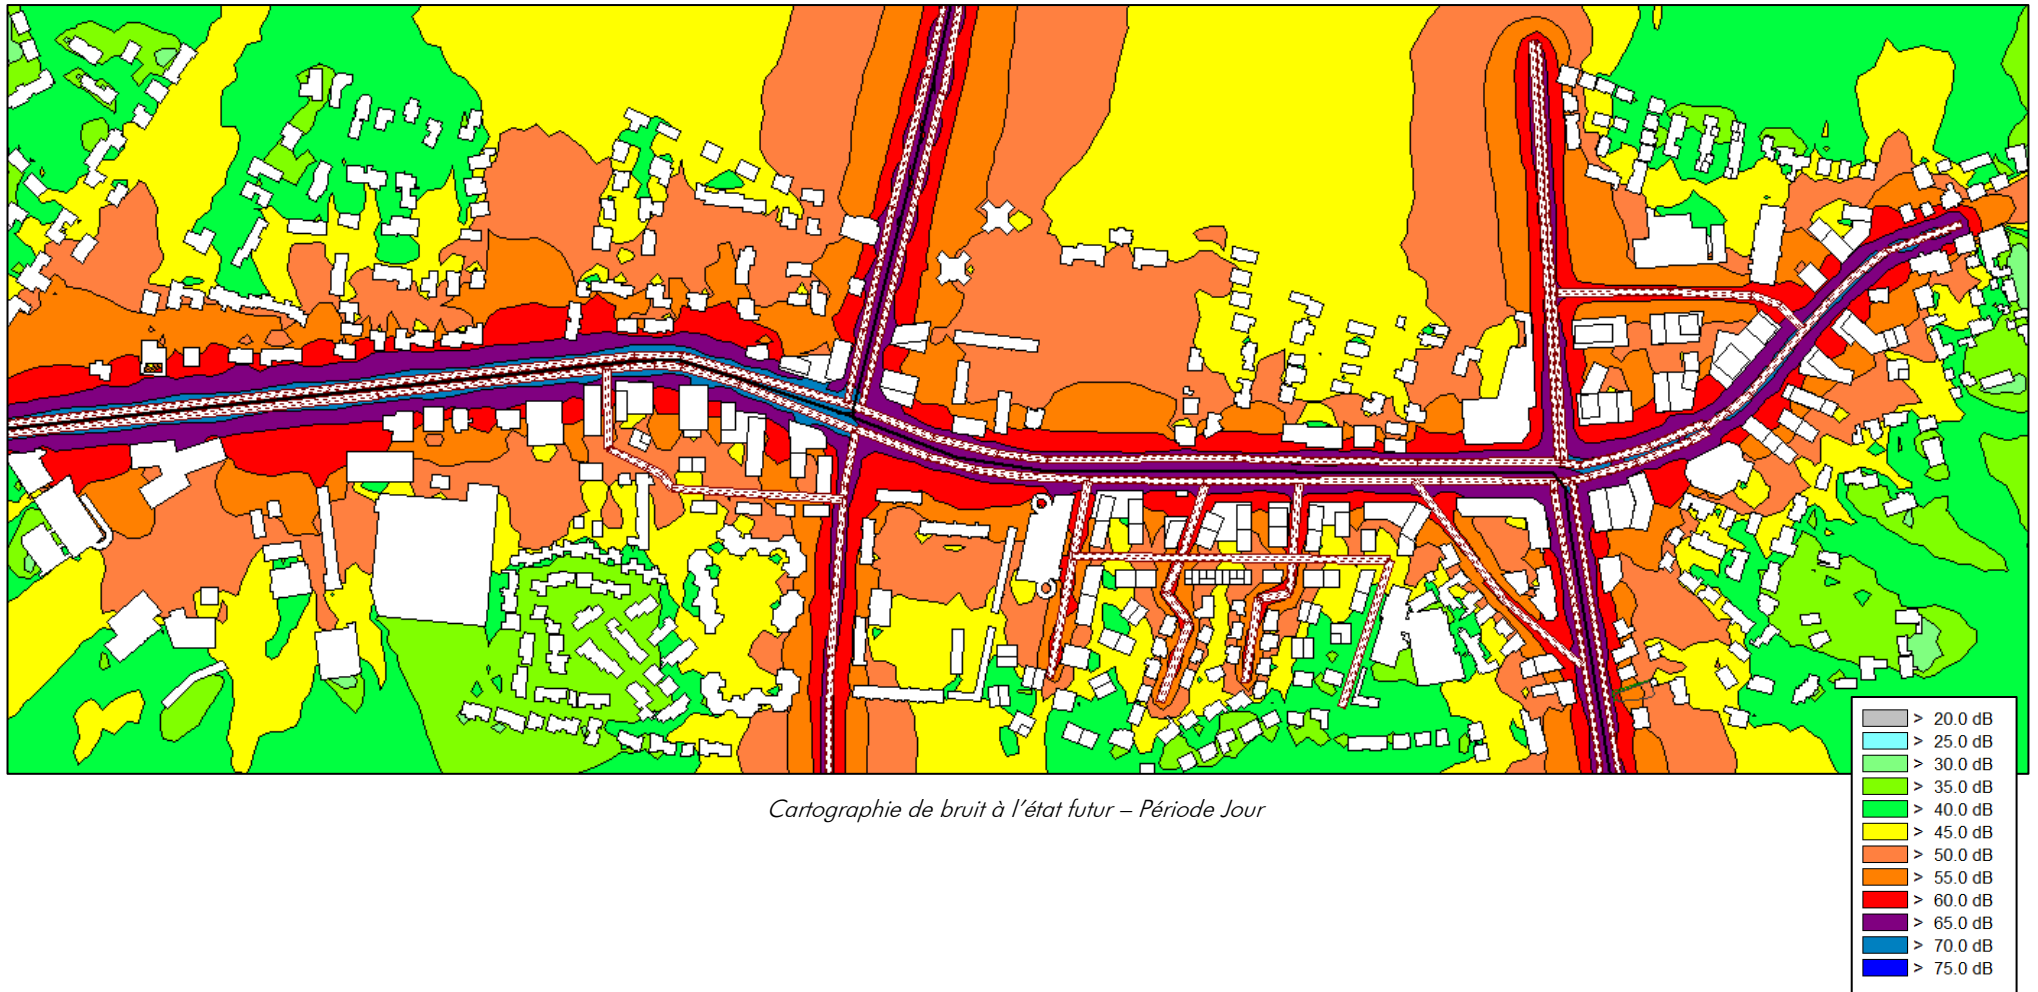 Cartographie de bruit à l'état futur – Période Jour
> 20.0 dB
> 25.0 dB
> 30.0 dB
> 35.0 dB
> 40.0 dB
> 45.0 dB
> 50.0 dB
> 55.0 dB
> 60.0 dB
> 65.0 dB
> 70.0 dB
> 75.0 dB